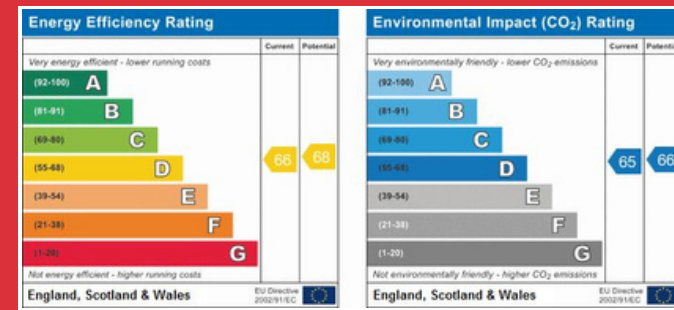 Energy Efficiency Rating
Current Potential
Very energy efficient - lower running costs
(92-100) A
(81-91) B
(69-80) C
(55-68) D
66 68
(39-54) E
(21-38) F
(1-20) G
Not energy efficient - higher running costs
England, Scotland & Wales
EU Directive
2002/91/EC
Environmental Impact (CO₂) Rating
Current Potential
Very environmentally friendly - lower CO₂ emissions
(92-100) A
(81-91) B
(69-80) C
(55-68) D
65 66
(39-54) E
(21-38) F
(1-20) G
Not environmentally friendly - higher CO₂ emissions
England, Scotland & Wales
EU Directive
2002/91/EC